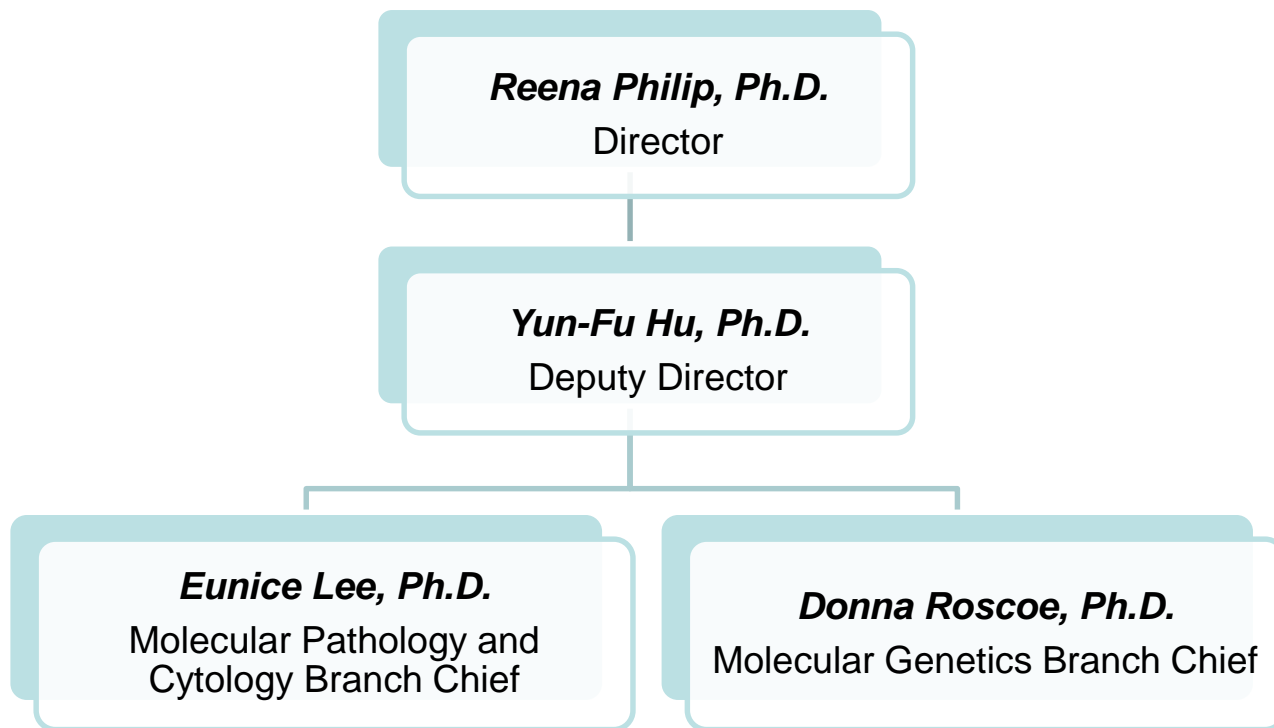 Reena Philip, Ph.D.
Director
Yun-Fu Hu, Ph.D.
Deputy Director
Eunice Lee, Ph.D.
Molecular Pathology and
Cytology Branch Chief
Donna Roscoe, Ph.D.
Molecular Genetics Branch Chief